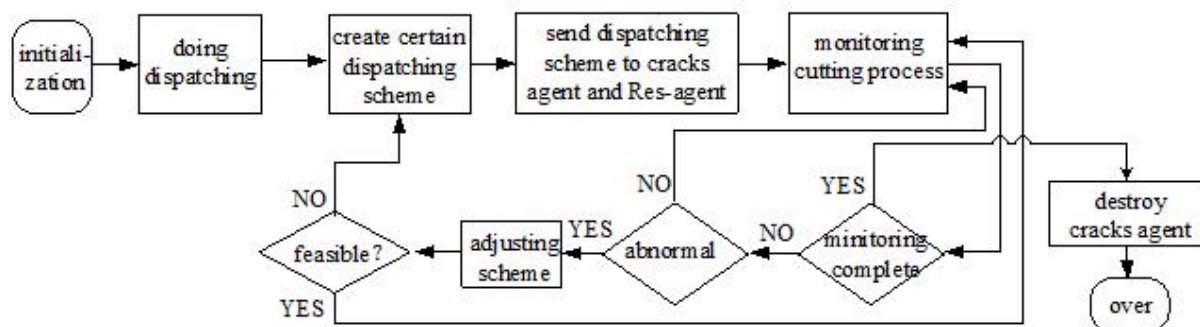 initiali-
zation
doing
dispatching
create certain
dispatching
scheme
send dispatching
scheme to cracks
agent and Res-agent
monitoring
cutting process
NO
feasible?
YES
adjusting
scheme
YES
NO
abnormal
NO
YES
minitoring
complete
destroy
cracks agent
over